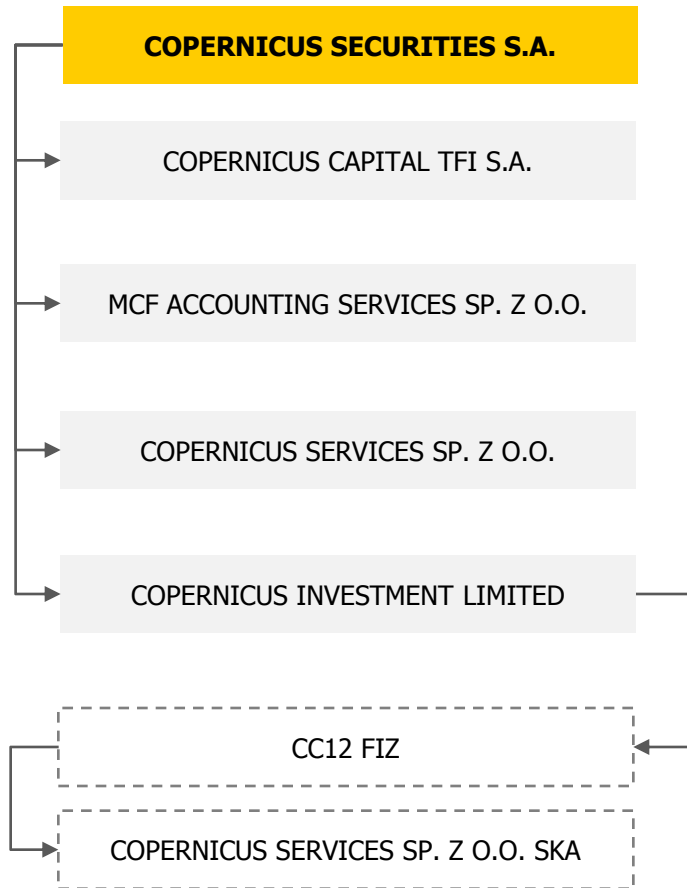 COPERNICUS SECURITIES S.A.
COPERNICUS CAPITAL TFI S.A.
MCF ACCOUNTING SERVICES SP. Z O.O.
COPERNICUS SERVICES SP. Z O.O.
COPERNICUS INVESTMENT LIMITED
CC12 FIZ
COPERNICUS SERVICES SP. Z O.O. SKA